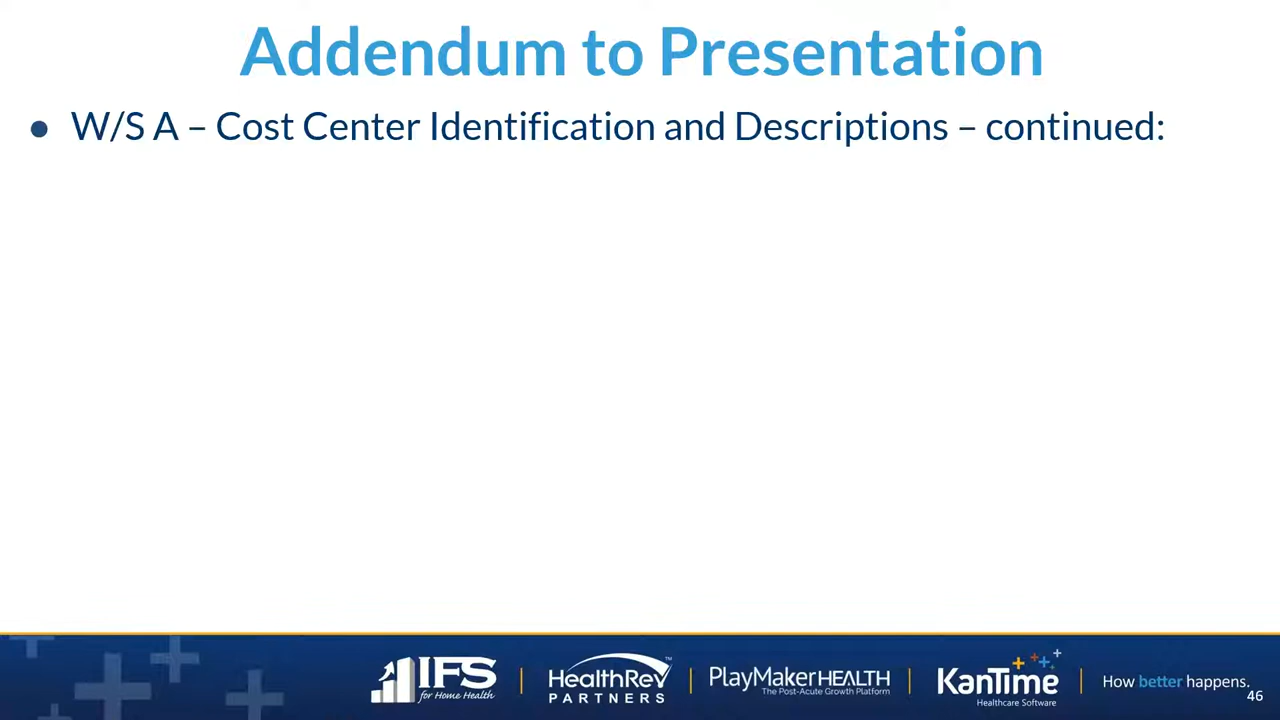 Addendum to Presentation
● W/S A – Cost Center Identification and Descriptions – continued:
IFS
for Home Health
HealthRev™
PARTNERS
PlayMakerHEALTH
The Post-Acute Growth Platform
KanTime
Healthcare Software
How better happens.
46